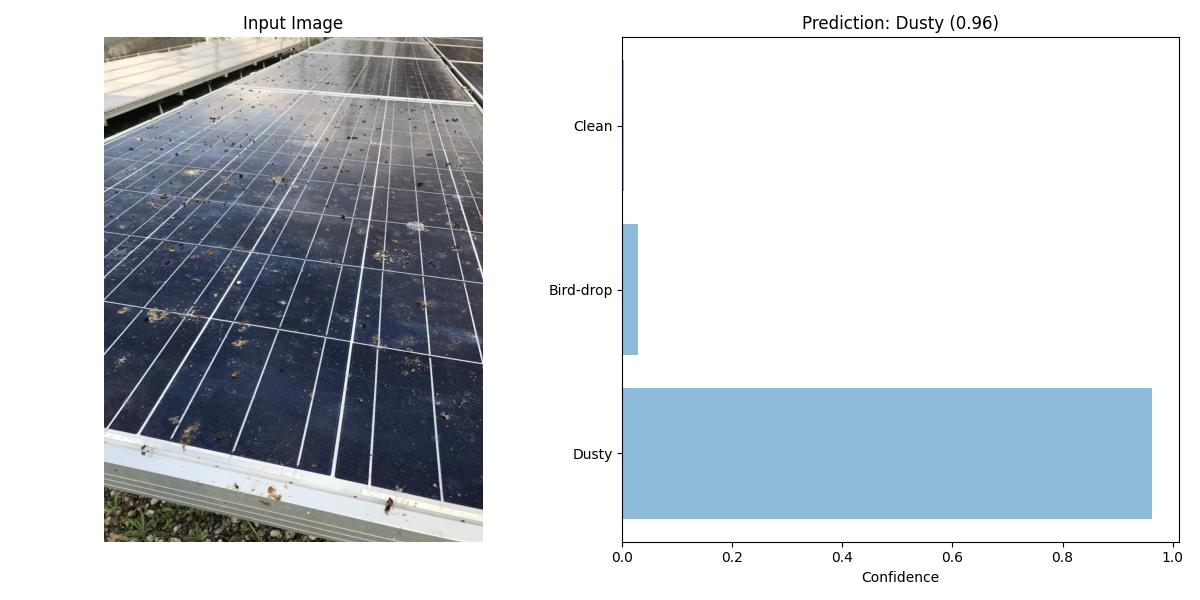 Input Image
Prediction: Dusty (0.96)
Clean
Bird-drop
Dusty
0.0 0.2 0.4 0.6 0.8 1.0
Confidence